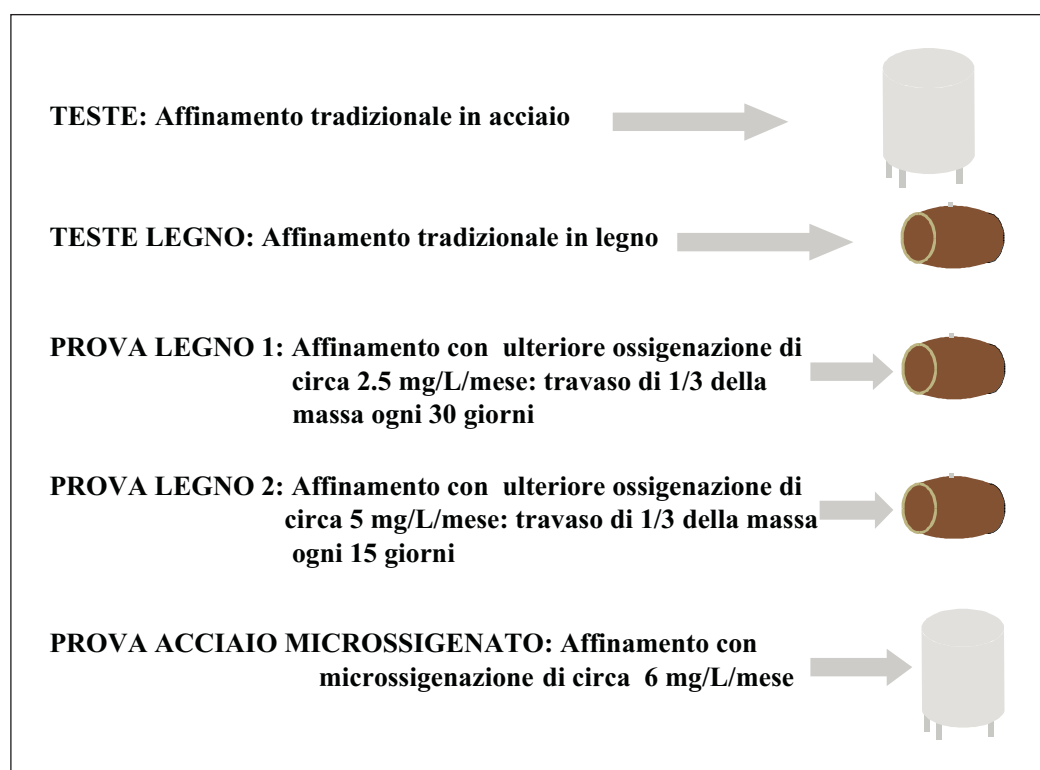 TESTE: Affinamento tradizionale in acciaio
TESTE LEGNO: Affinamento tradizionale in legno
PROVA LEGNO 1: Affinamento con ulteriore ossigenazione di
circa 2.5 mg/L/mese: travaso di 1/3 della
massa ogni 30 giorni
PROVA LEGNO 2: Affinamento con ulteriore ossigenazione di
circa 5 mg/L/mese: travaso di 1/3 della massa
ogni 15 giorni
PROVA ACCIAIO MICROSSIGENATO: Affinamento con
microssigenazione di circa 6 mg/L/mese